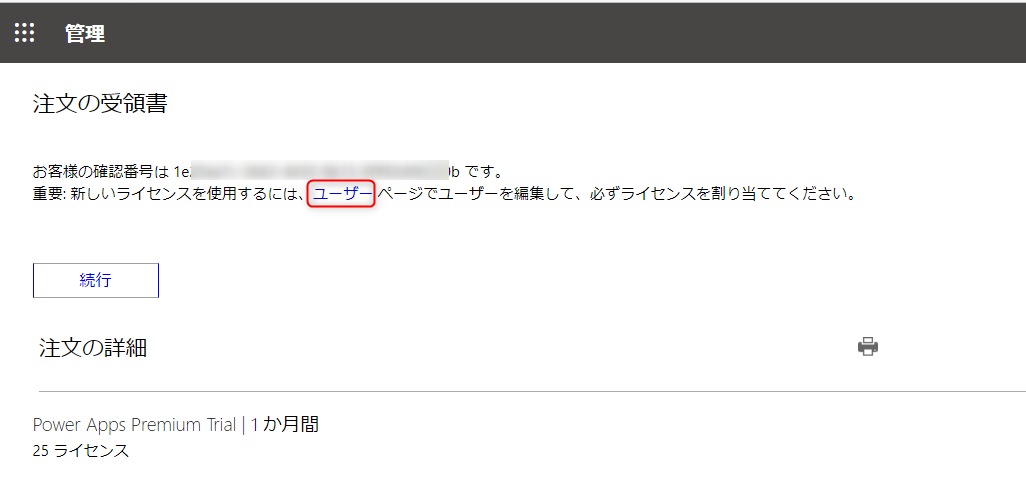 管理
注文の受領書
お客様の確認番号は 1e 0b です。
重要: 新しいライセンスを使用するには、ユーザー ページでユーザーを編集して、必ずライセンスを割り当ててください。
続行
注文の詳細
Power Apps Premium Trial | 1 か月間
25 ライセンス